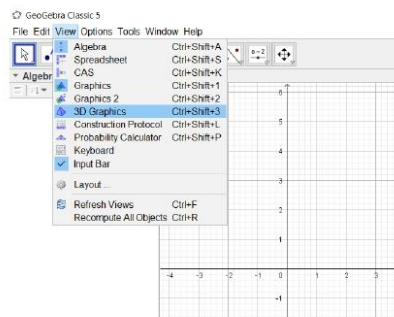 GeoGebra Classic 5
File Edit View Options Tools Window Help
Algebra Ctrl+Shift+A
Spreadsheet Ctrl+Shift+S
CAS Ctrl+Shift+K
Graphics Ctrl+Shift+1
Graphics 2 Ctrl+Shift+2
3D Graphics Ctrl+Shift+3
Construction Protocol Ctrl+Shift+L
Probability Calculator Ctrl+Shift+P
Keyboard
Input Bar
Layout ...
Refresh Views Ctrl+F
Recompute All Objects Ctrl+R
a=2
Algebr
6
5
4
3
2
1
-4 -3 -2 -1 0 1 2 3
-1